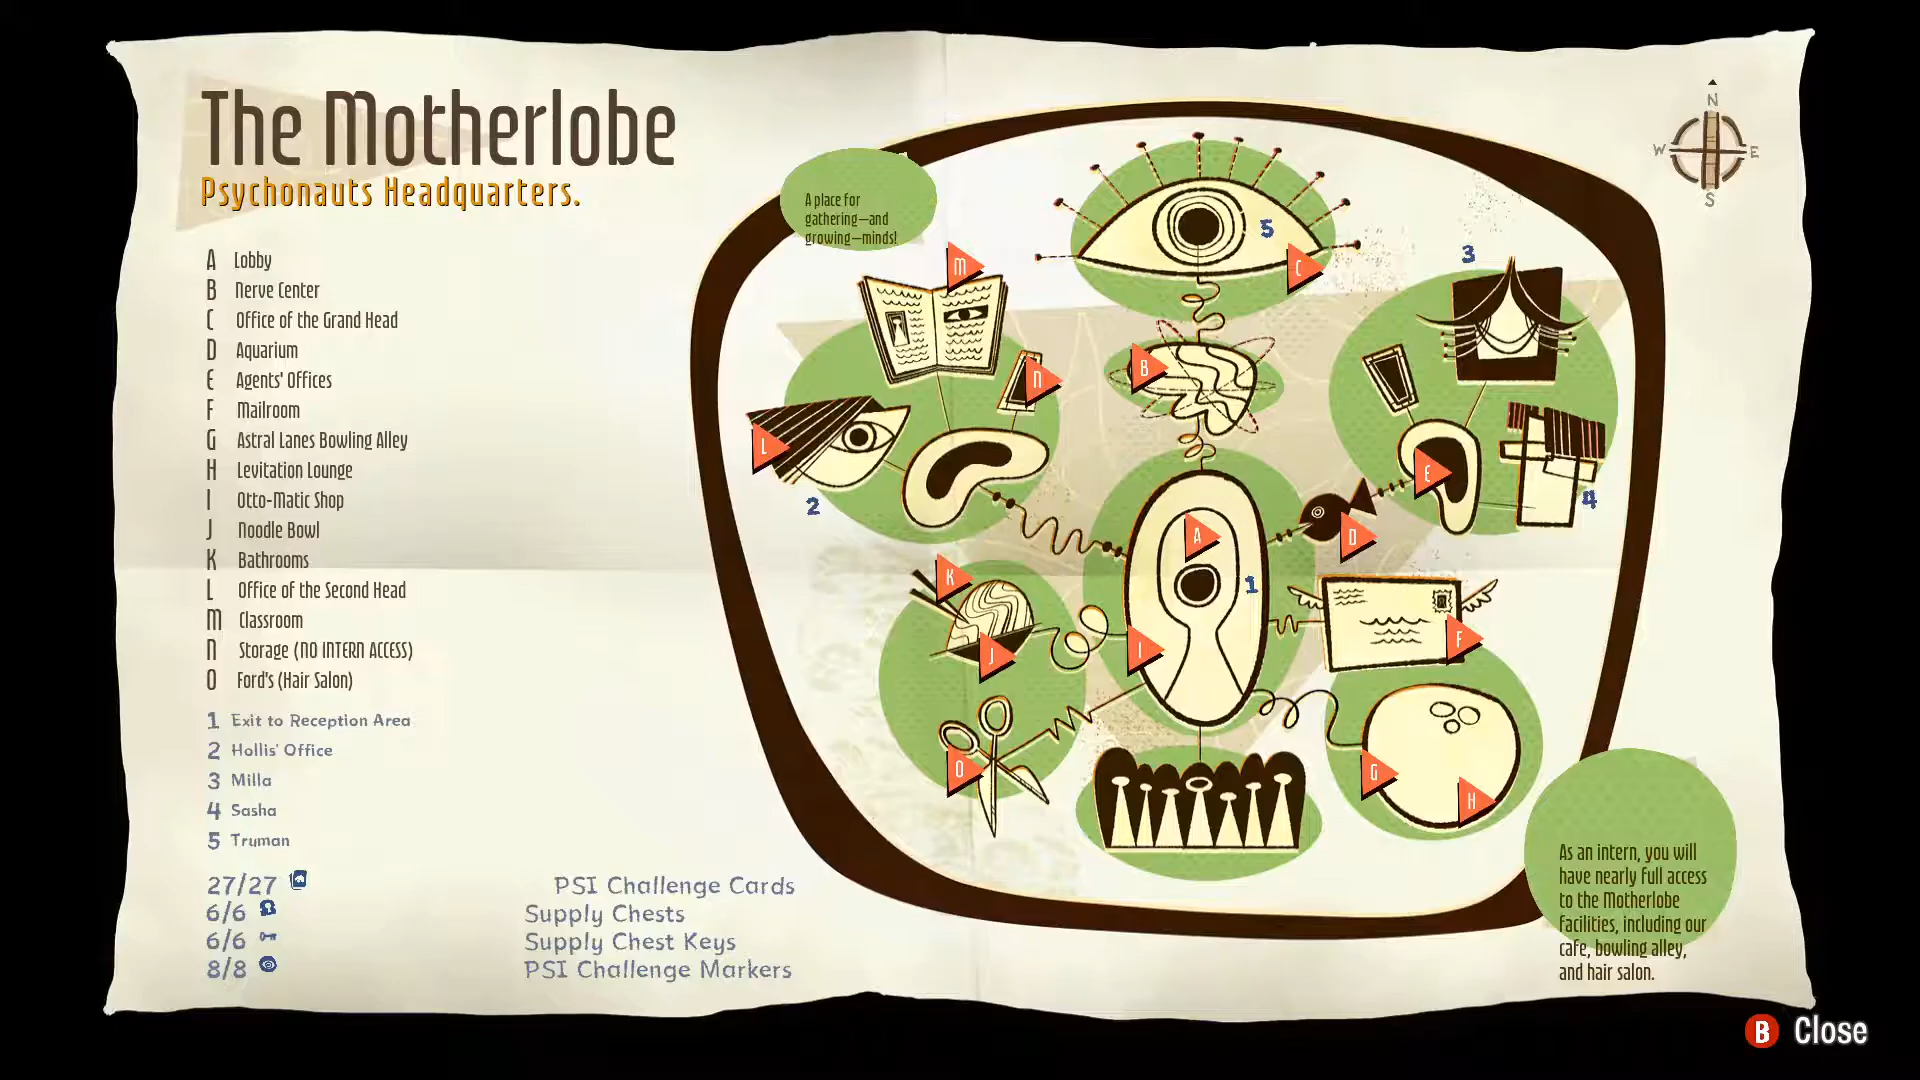 The Motherlobe
Psychonauts Headquarters.
A Lobby
B Nerve Center
C Office of the Grand Head
D Aquarium
E Agents' Offices
F Mailroom
G Astral Lanes Bowling Alley
H Levitation Lounge
I Otto-Matic Shop
J Noodle Bowl
K Bathrooms
L Office of the Second Head
M Classroom
N Storage (NO INTERN ACCESS)
O Ford's (Hair Salon)
1 Exit to Reception Area
2 Hollis' Office
3 Milla
4 Sasha
5 Truman
27/27 PSI Challenge Cards
6/6 Supply Chests
6/6 Supply Chest Keys
8/8 PSI Challenge Markers
A place for
gathering—and
growing—minds!
N
W E
S
5
C
M
3
B
N
L
E
2
4
A
D
K
1
I
J
F
O
G
H
As an intern, you will
have nearly full access
to the Motherlobe
facilities, including our
cafe, bowling alley,
and hair salon.
B Close